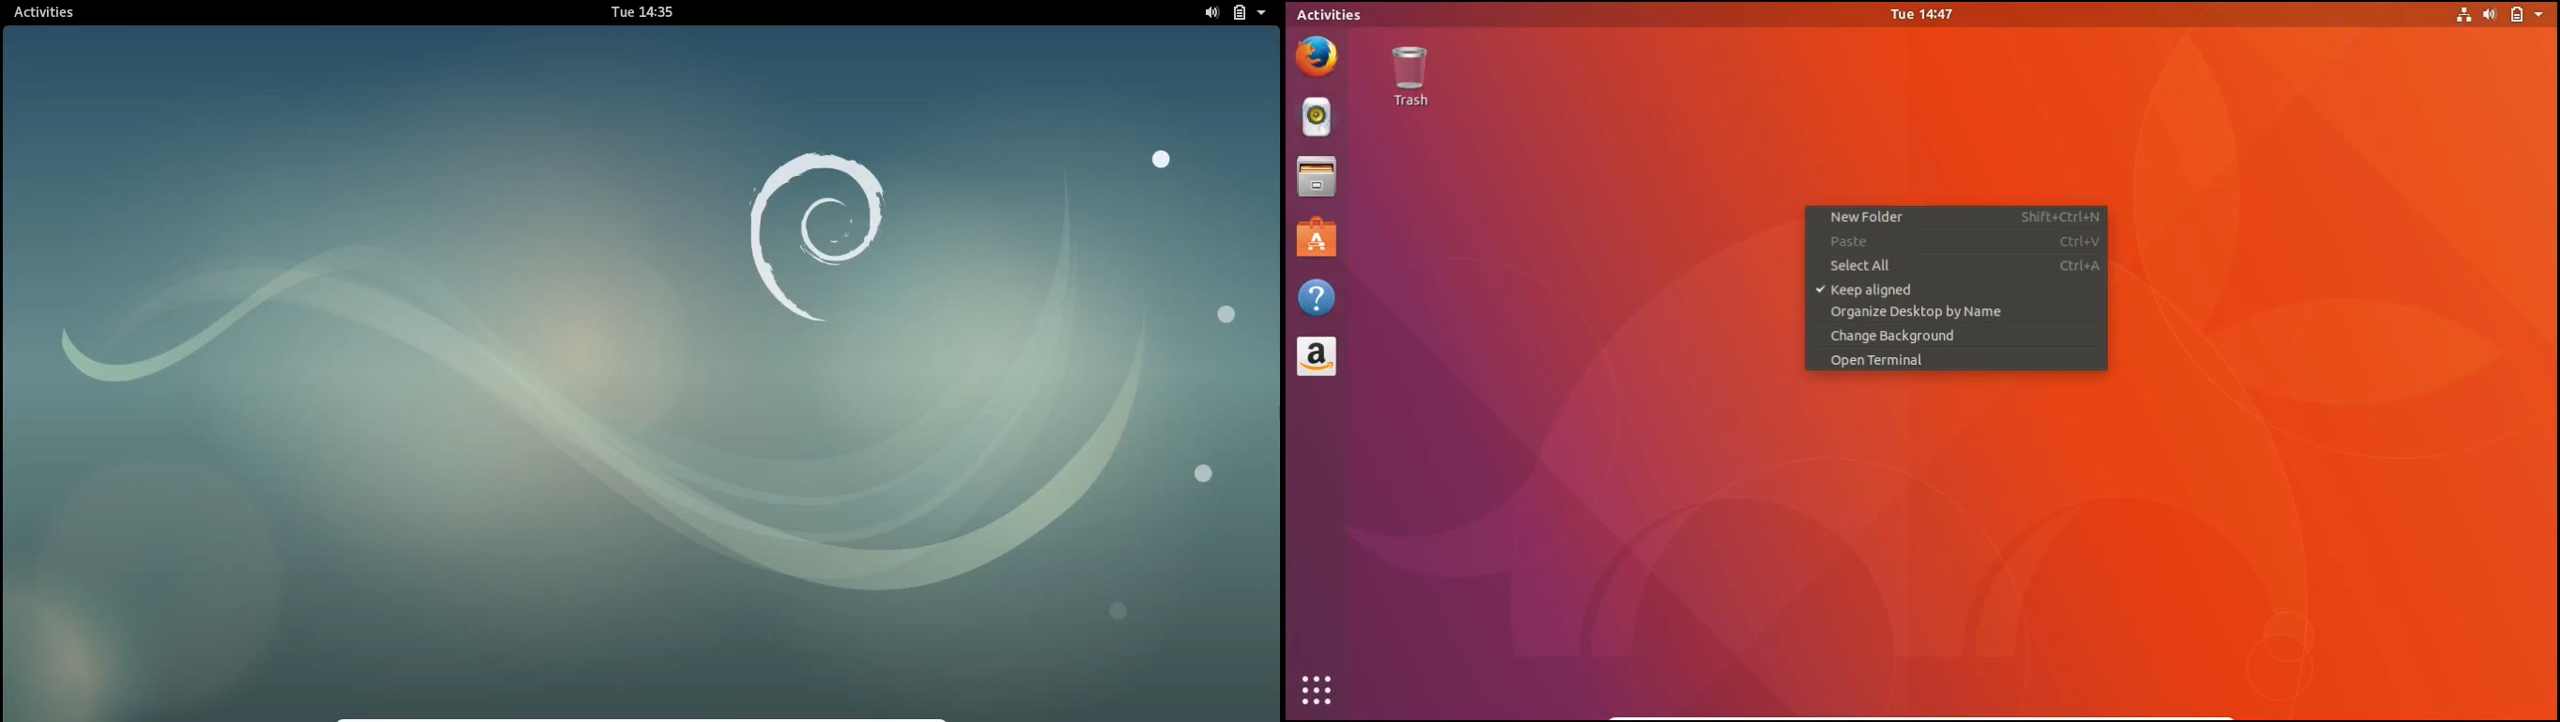 Activities
Tue 14:35
Activities
Tue 14:47
Trash
New Folder Shift+Ctrl+N
Paste Ctrl+V
Select All Ctrl+A
Keep aligned
Organize Desktop by Name
Change Background
Open Terminal